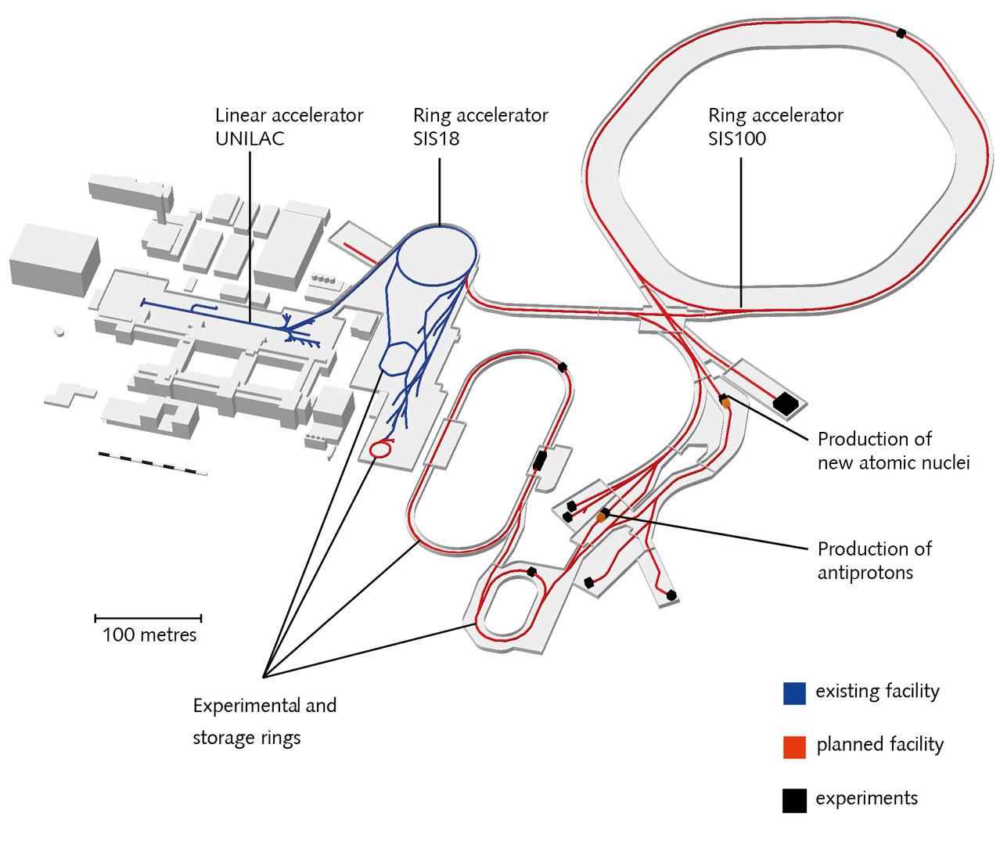 Linear accelerator
UNILAC
Ring accelerator
SIS18
Ring accelerator
SIS100
Production of
new atomic nuclei
Production of
antiprotons
100 metres
Experimental and
storage rings
existing facility
planned facility
experiments